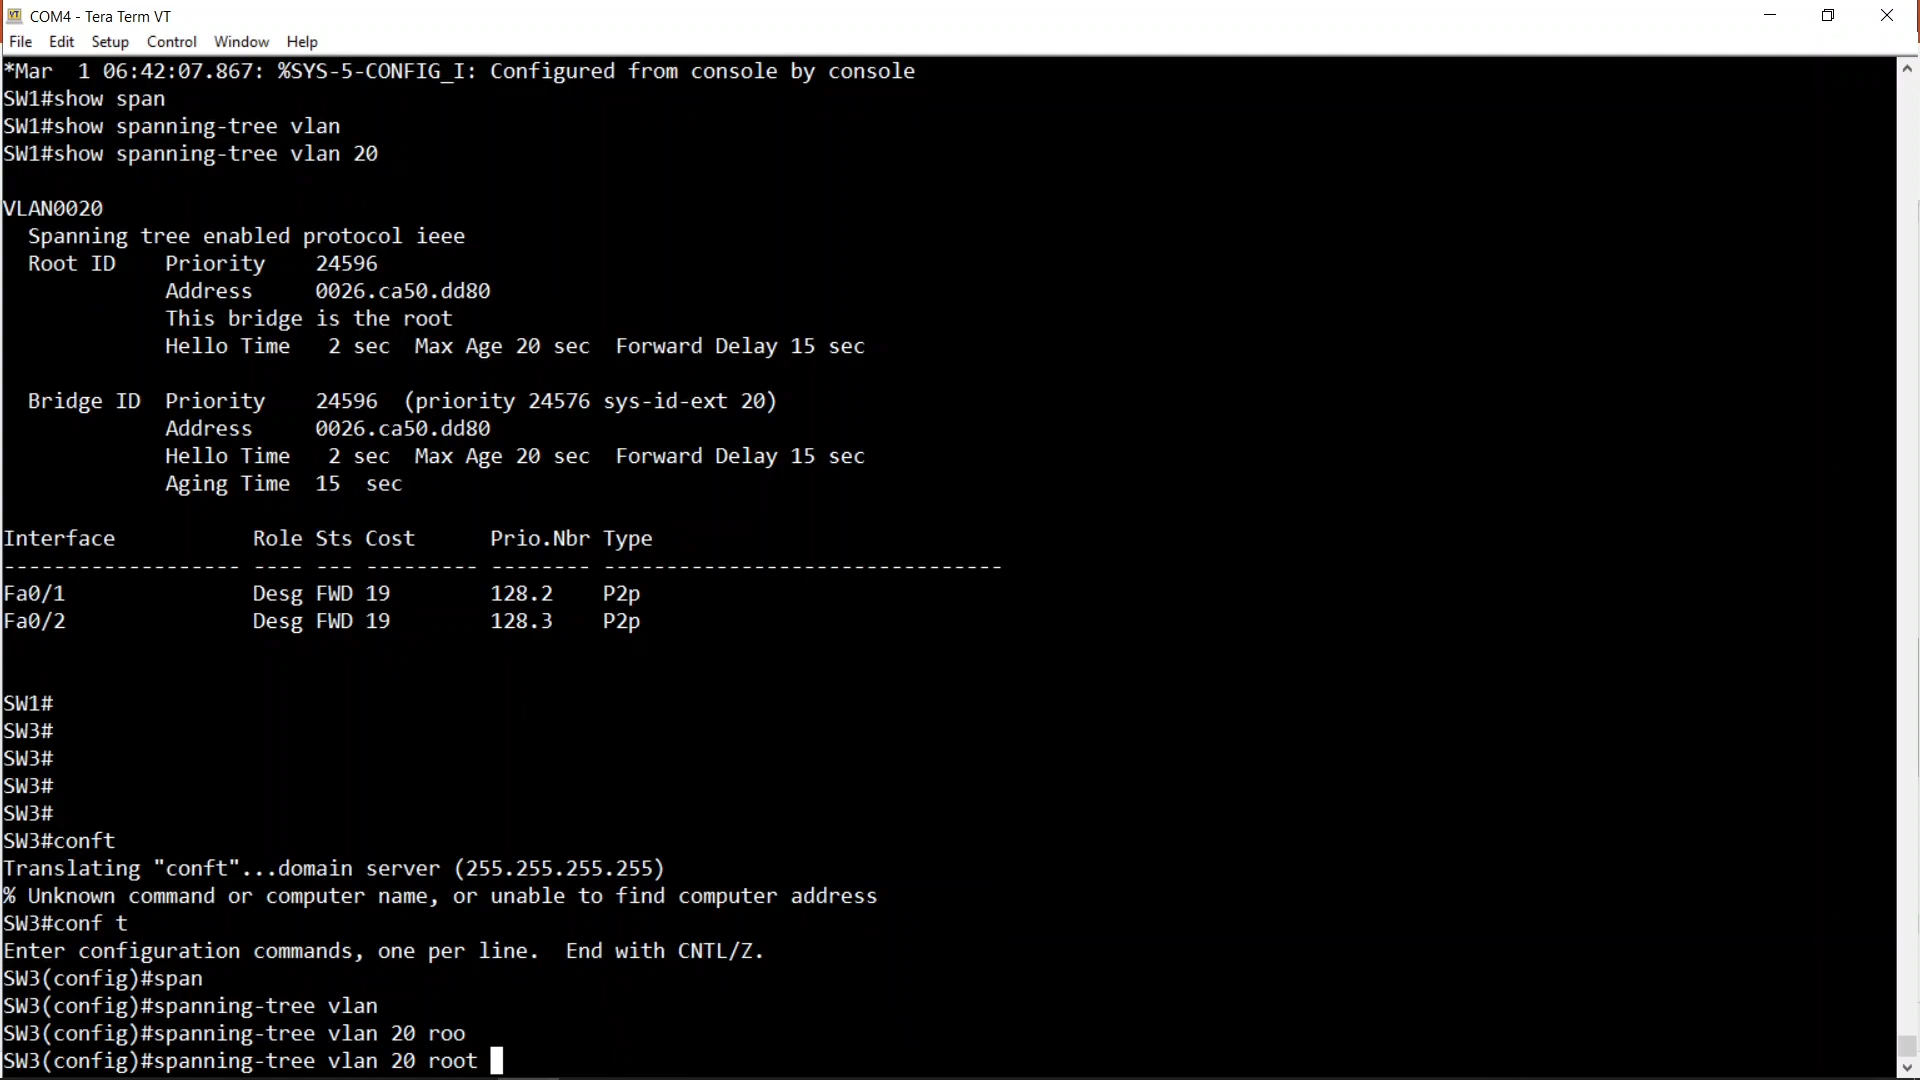 COM4 - Tera Term VT
File Edit Setup Control Window Help
*Mar  1 06:42:07.867: %SYS-5-CONFIG_I: Configured from console by console
SW1#show span
SW1#show spanning-tree vlan
SW1#show spanning-tree vlan 20
VLAN0020
  Spanning tree enabled protocol ieee
  Root ID    Priority    24596
             Address     0026.ca50.dd80
             This bridge is the root
             Hello Time   2 sec  Max Age 20 sec  Forward Delay 15 sec
  Bridge ID  Priority    24596  (priority 24576 sys-id-ext 20)
             Address     0026.ca50.dd80
             Hello Time   2 sec  Max Age 20 sec  Forward Delay 15 sec
             Aging Time  15  sec
Interface           Role Sts Cost      Prio.Nbr Type
------------------- ---- --- --------- -------- --------------------------------
Fa0/1               Desg FWD 19        128.2    P2p
Fa0/2               Desg FWD 19        128.3    P2p
SW1#
SW3#
SW3#
SW3#
SW3#
SW3#conft
Translating "conft"...domain server (255.255.255.255)
% Unknown command or computer name, or unable to find computer address
SW3#conf t
Enter configuration commands, one per line.  End with CNTL/Z.
SW3(config)#span
SW3(config)#spanning-tree vlan
SW3(config)#spanning-tree vlan 20 roo
SW3(config)#spanning-tree vlan 20 root